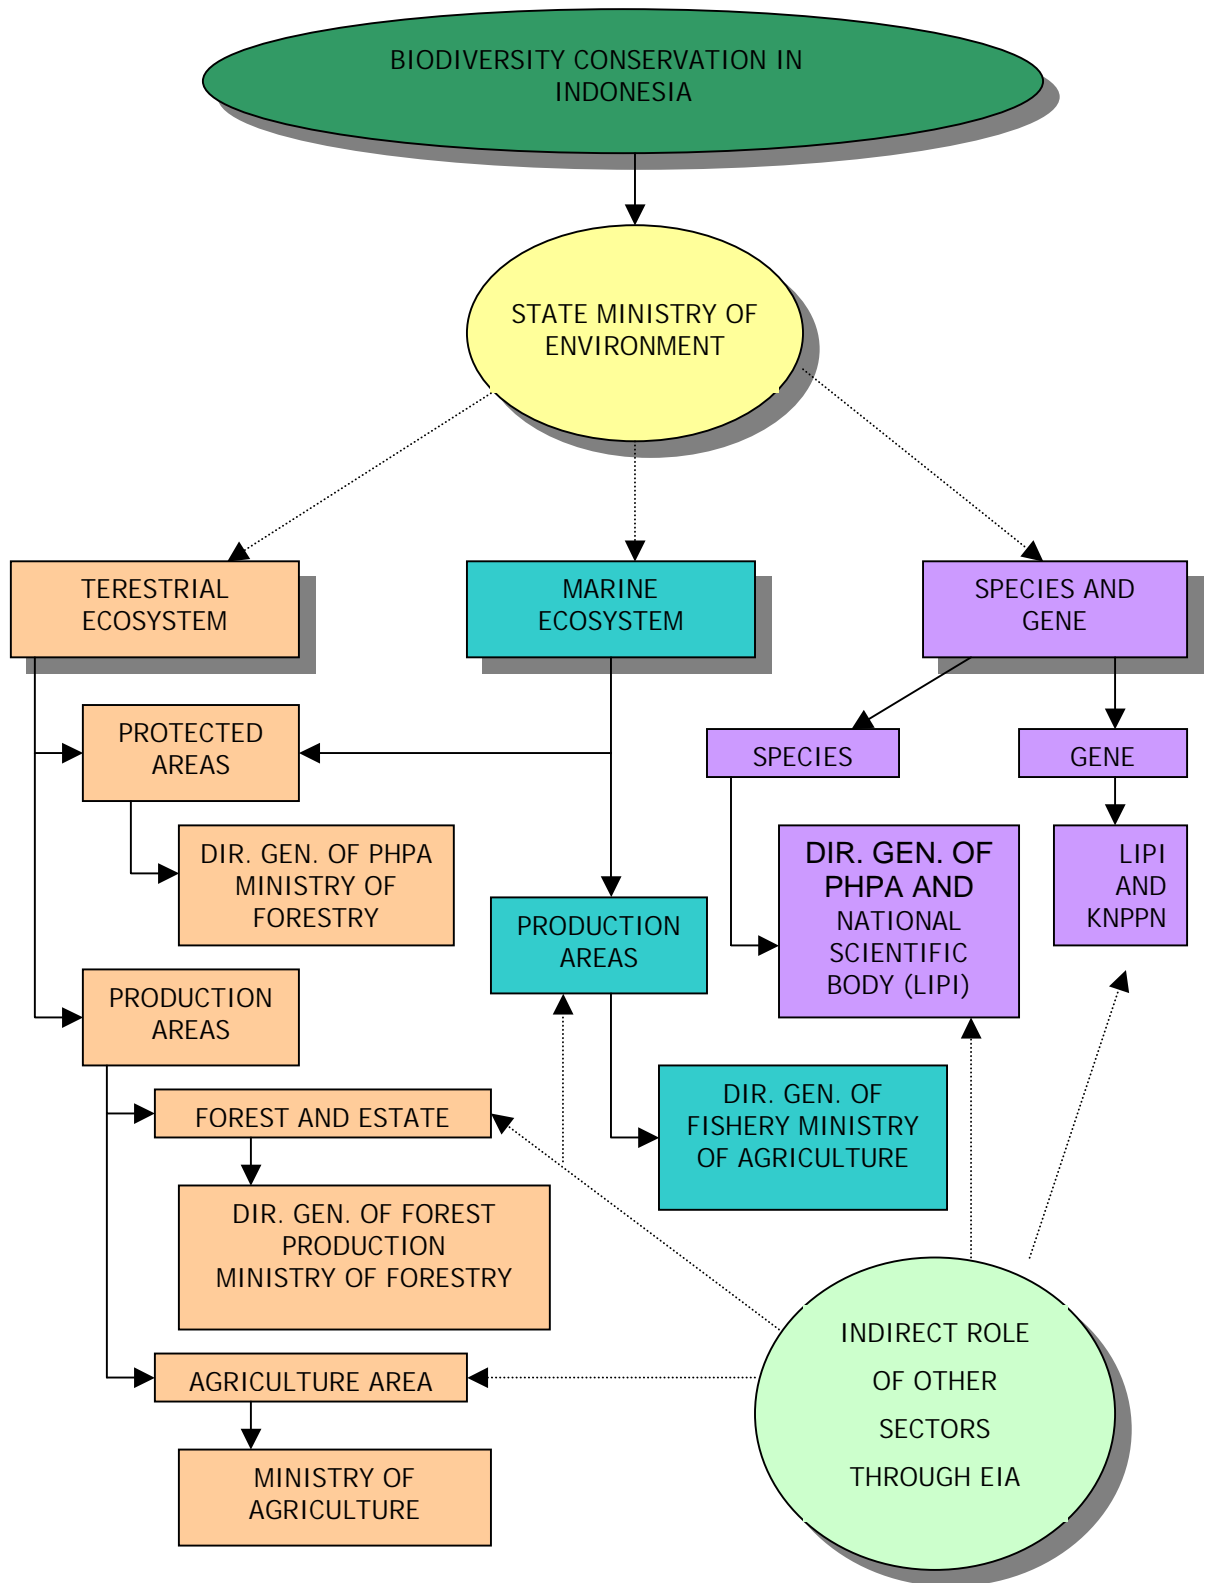 BIODIVERSITY CONSERVATION IN
INDONESIA
STATE MINISTRY OF
ENVIRONMENT
TERESTRIAL
ECOSYSTEM
MARINE
ECOSYSTEM
SPECIES AND
GENE
PROTECTED
AREAS
SPECIES
GENE
DIR. GEN. OF PHPA
MINISTRY OF
FORESTRY
DIR. GEN. OF
PHPA AND
NATIONAL
SCIENTIFIC
BODY (LIPI)
LIPI
AND
KNPPN
PRODUCTION
AREAS
PRODUCTION
AREAS
FOREST AND ESTATE
DIR. GEN. OF
FISHERY MINISTRY
OF AGRICULTURE
DIR. GEN. OF FOREST
PRODUCTION
MINISTRY OF FORESTRY
AGRICULTURE AREA
MINISTRY OF
AGRICULTURE
INDIRECT ROLE
OF OTHER
SECTORS
THROUGH EIA